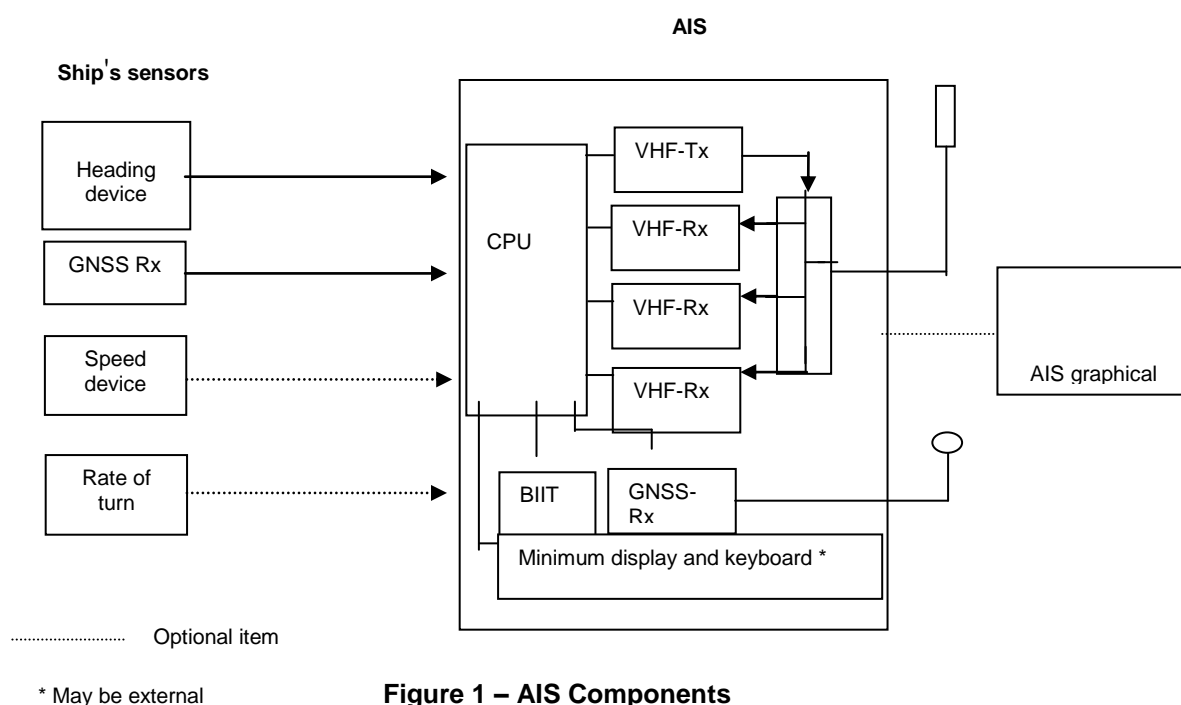 AIS
Ship's sensors
Heading
device
GNSS Rx
Speed
device
Rate of
turn
CPU
VHF-Tx
VHF-Rx
VHF-Rx
VHF-Rx
BIIT
GNSS-
Rx
Minimum display and keyboard *
AIS graphical
Optional item
* May be external
Figure 1 – AIS Components